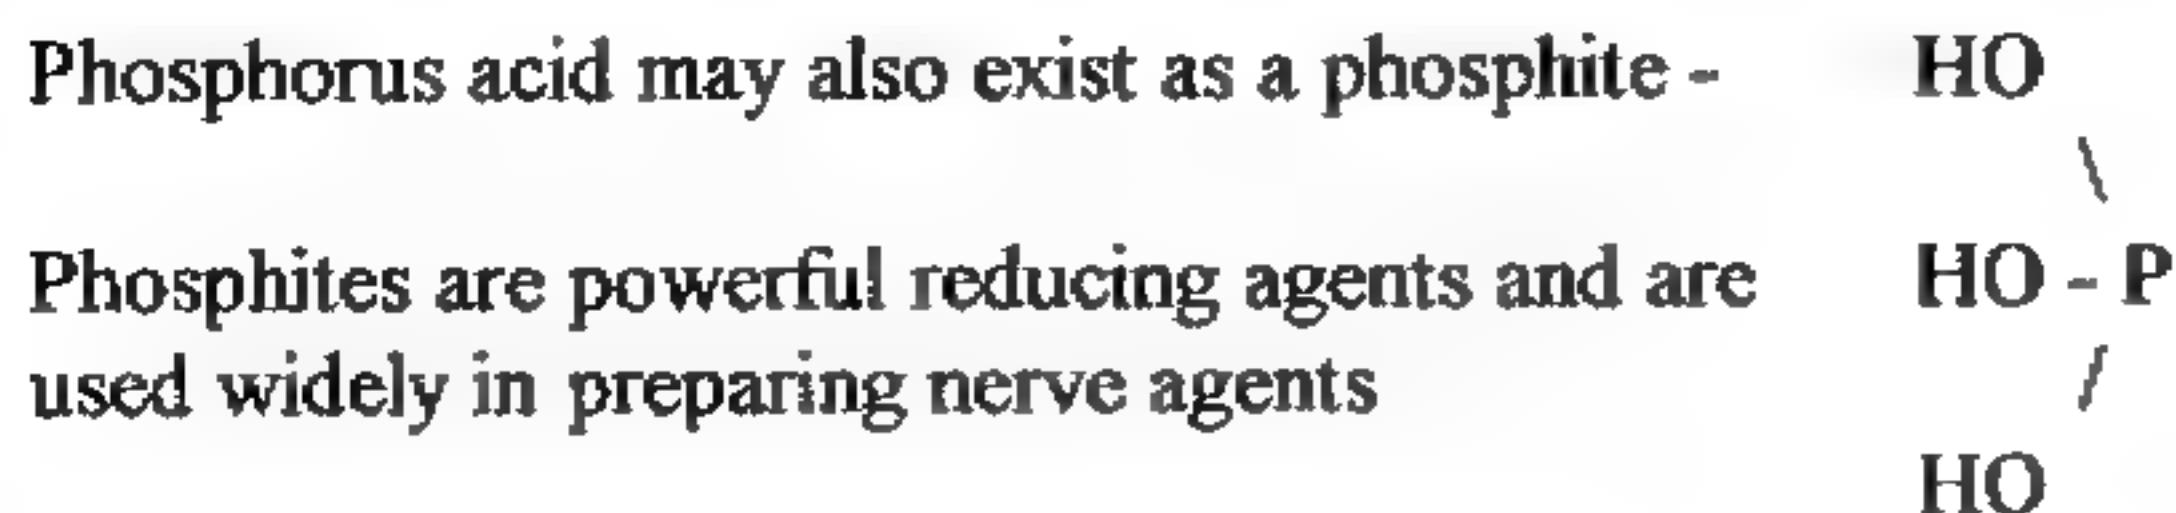 Phosphorus acid may also exist as a phosphite - HO
\
Phosphites are powerful reducing agents and are HO - P
used widely in preparing nerve agents /
HO